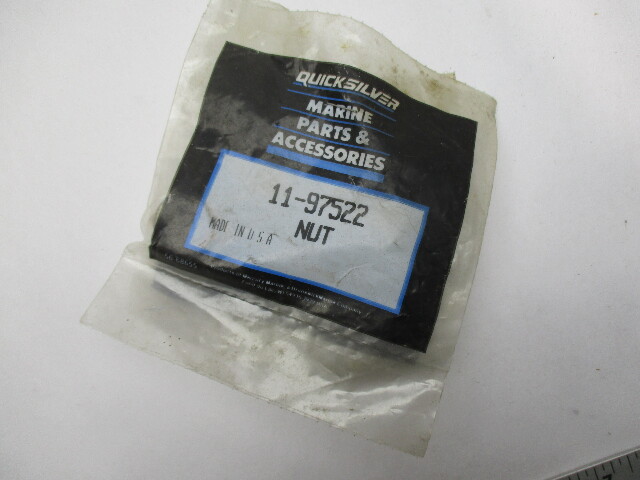 QUICKSILVER
MARINE
PARTS &
ACCESSORIES
11-97522
MADE IN U S A
NUT